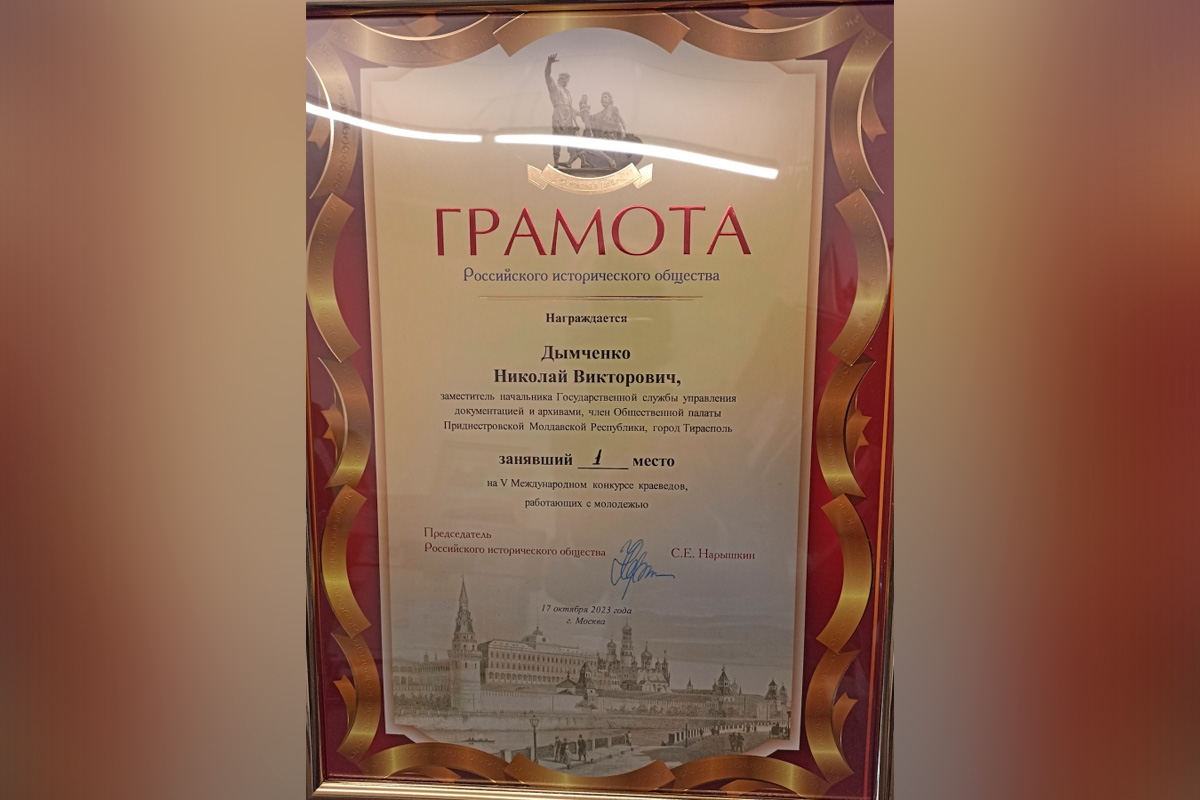 ГРАМОТА
Российского исторического общества
Награждается
Дымченко
Николай Викторович,
заместитель начальника Государственной службы управления
документацией и архивами, член Общественной палаты
Приднестровской Молдавской Республики, город Тирасполь
занявший 1 место
на V Международном конкурсе краеведов,
работающих с молодежью
Председатель
Российского исторического общества С.Е. Нарышкин
17 октября 2023 года
г. Москва